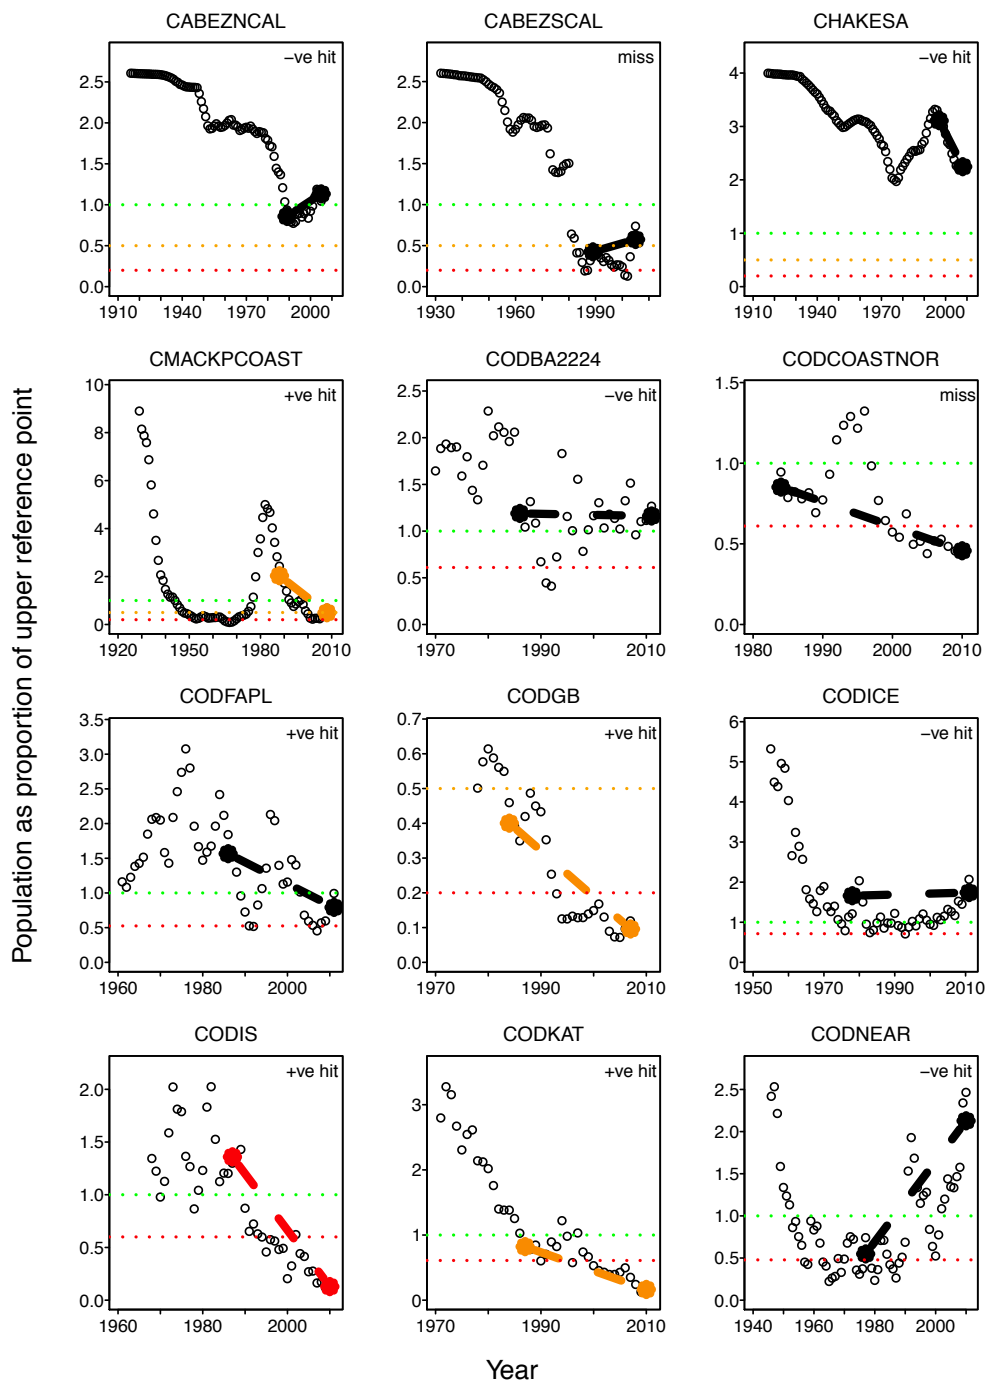 CABEZNCAL
CABEZSCAL
CHAKESA
−ve hit
miss
−ve hit
2.5
2.0
1.5
1.0
0.5
0.0
2.5
2.0
1.5
1.0
0.5
0.0
4
3
2
1
0
1910 1940 1970 2000
1930 1960 1990
1910 1940 1970 2000
CMACKPCOAST
CODBA2224
CODCOASTNOR
+ve hit
−ve hit
miss
10
8
6
4
2
0
2.5
2.0
1.5
1.0
0.5
0.0
1.5
1.0
0.5
0.0
1920 1950 1980 2010
1970 1990 2010
1980 1990 2000 2010
CODFAPL
CODGB
CODICE
+ve hit
+ve hit
−ve hit
3.5
3.0
2.5
2.0
1.5
1.0
0.5
0.0
0.7
0.6
0.5
0.4
0.3
0.2
0.1
0.0
6
5
4
3
2
1
0
1960 1980 2000
1970 1990 2010
1950 1970 1990 2010
CODIS
CODKAT
CODNEAR
+ve hit
+ve hit
−ve hit
2.0
1.5
1.0
0.5
0.0
3
2
1
0
2.5
2.0
1.5
1.0
0.5
0.0
1960 1980 2000
1970 1990 2010
1940 1960 1980 2000
Population as proportion of upper reference point
Year